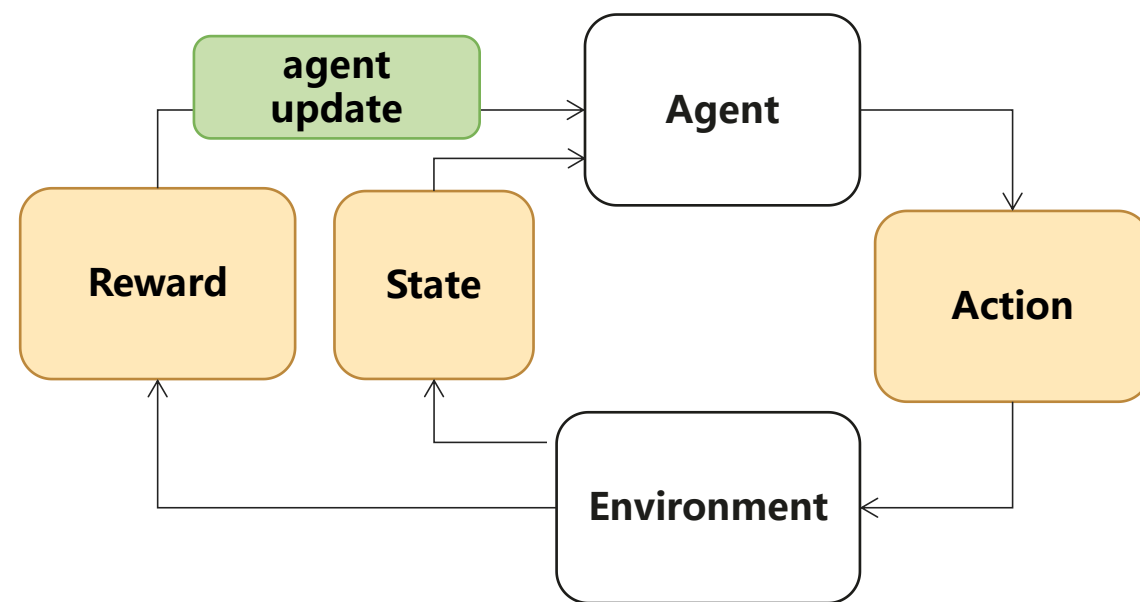 agent
update
Agent
Reward
State
Action
Environment